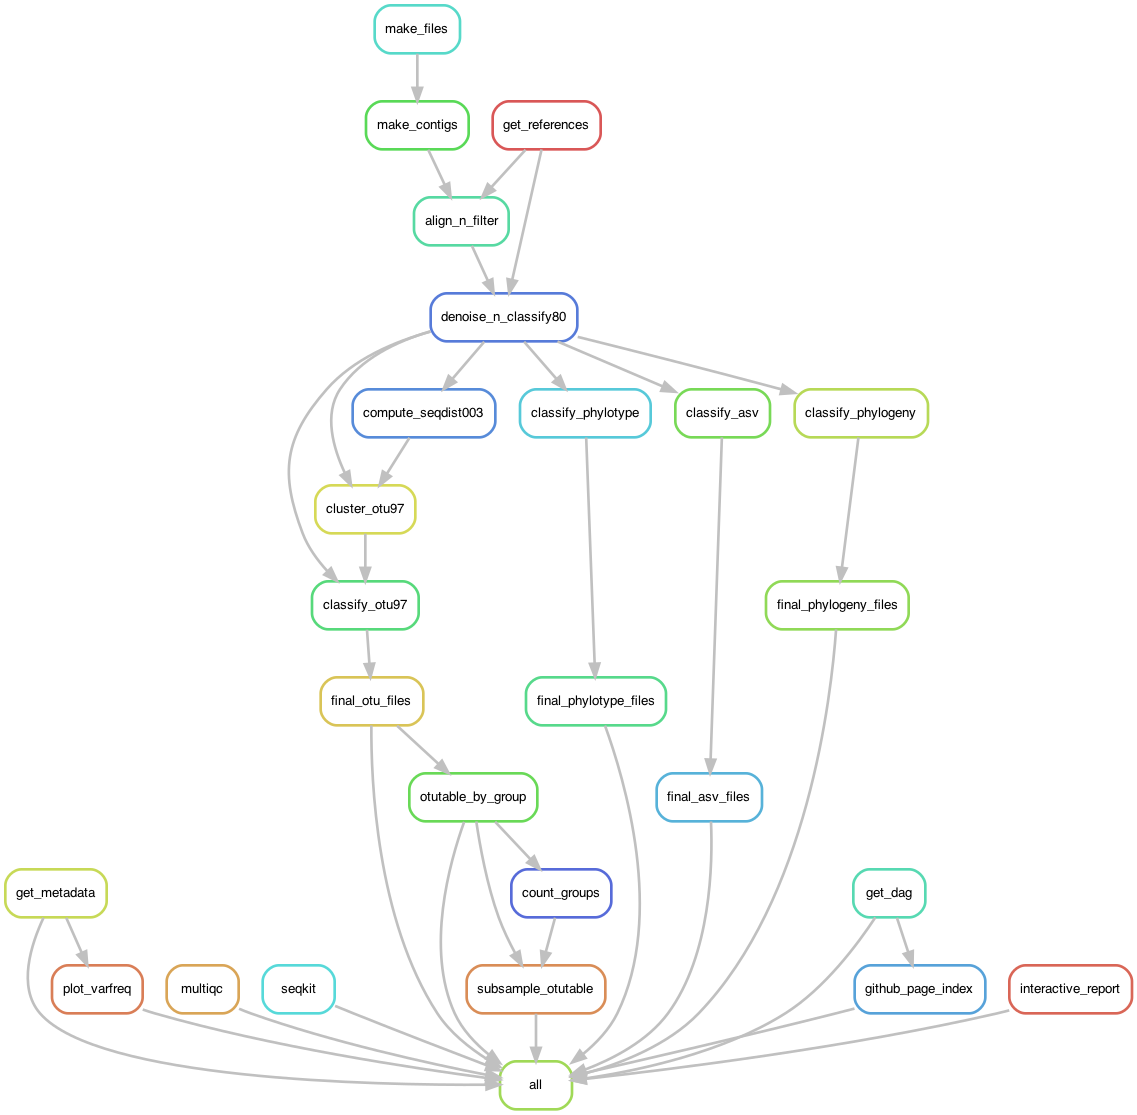 make_files
make_contigs
get_references
align_n_filter
denoise_n_classify80
compute_seqdist003
classify_phylotype
classify_asv
classify_phylogeny
cluster_otu97
classify_otu97
final_phylogeny_files
final_otu_files
final_phylotype_files
otutable_by_group
final_asv_files
get_metadata
count_groups
get_dag
plot_varfreq
multiqc
seqkit
subsample_otutable
github_page_index
interactive_report
all